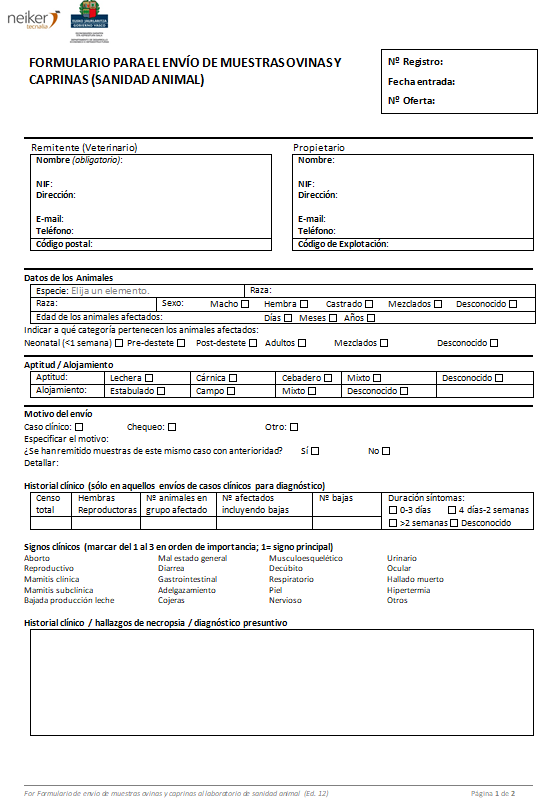 neiker
tecnalia
EUSKO JAURLARITZA
GOBIERNO VASCO
FORMULARIO PARA EL ENVÍO DE MUESTRAS OVINAS Y
CAPRINAS (SANIDAD ANIMAL)
Nº Registro:
Fecha entrada:
Nº Oferta:
Remitente (Veterinario)
Nombre (obligatorio):
NIF:
Dirección:
E-mail:
Teléfono:
Código postal:
Propietario
Nombre:
NIF:
Dirección:
E-mail:
Teléfono:
Código de Explotación:
Datos de los Animales
Especie: Elija un elemento. Raza:
Raza: Sexo: Macho ☐ Hembra ☐ Castrado ☐ Mezclados ☐ Desconocido ☐
Edad de los animales afectados: Días ☐ Meses ☐ Años ☐
Indicar a qué categoría pertenecen los animales afectados:
Neonatal (<1 semana) ☐ Pre-destete ☐ Post-destete ☐ Adultos ☐ Mezclados ☐ Desconocido ☐
Aptitud / Alojamiento
Aptitud: Lechera ☐ Cárnica ☐ Cebadero ☐ Mixto ☐ Desconocido ☐
Alojamiento: Estabulado ☐ Campo ☐ Mixto ☐ Desconocido ☐
Motivo del envío
Caso clínico: ☐ Chequeo: ☐ Otro: ☐
Especificar el motivo:
¿Se han remitido muestras de este mismo caso con anterioridad? Sí ☐ No ☐
Detallar:
Historial clínico (sólo en aquellos envíos de casos clínicos para diagnóstico)
Censo total
Hembras Reproductoras
Nº animales en grupo afectado
Nº afectados incluyendo bajas
Nº bajas
Duración síntomas:
☐ 0-3 días ☐ 4 días-2 semanas
☐ >2 semanas ☐ Desconocido
Signos clínicos (marcar del 1 al 3 en orden de importancia; 1= signo principal)
Aborto Mal estado general Musculoesquelético Urinario
Reproductivo Diarrea Decúbito Ocular
Mamitis clínica Gastrointestinal Respiratorio Hallado muerto
Mamitis subclínica Adelgazamiento Piel Hipertermia
Bajada producción leche Cojeras Nervioso Otros
Historial clínico / hallazgos de necropsia / diagnóstico presuntivo
For Formulario de envío de muestras ovinas y caprinas al laboratorio de sanidad animal (Ed. 12) Página 1 de 2